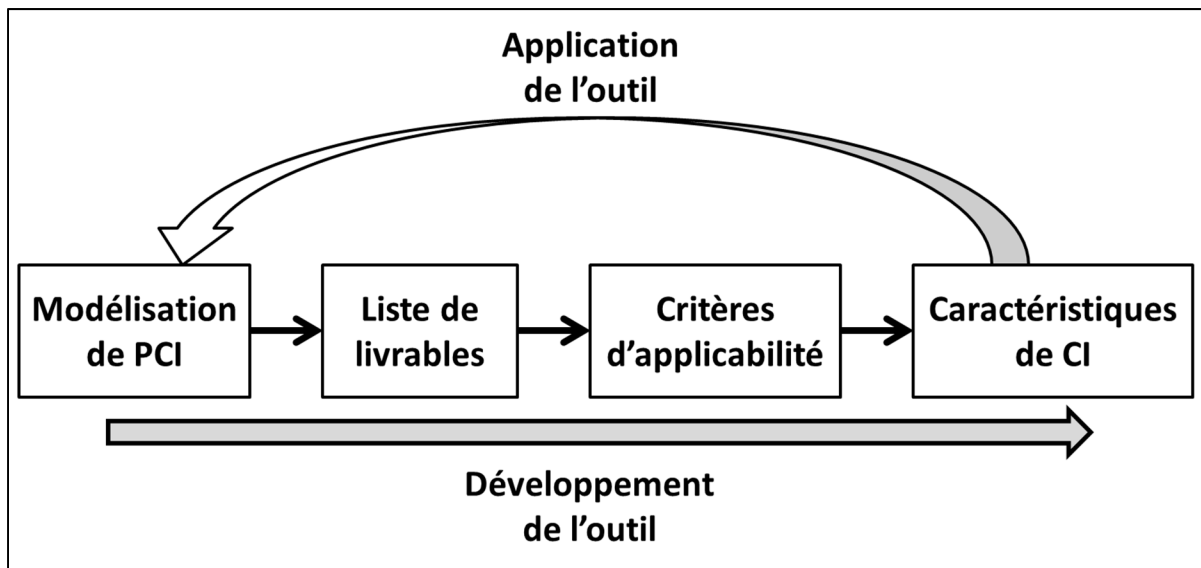 Application
de l’outil
Modélisation
de PCI
Liste de
livrables
Critères
d’applicabilité
Caractéristiques
de CI
Développement
de l’outil